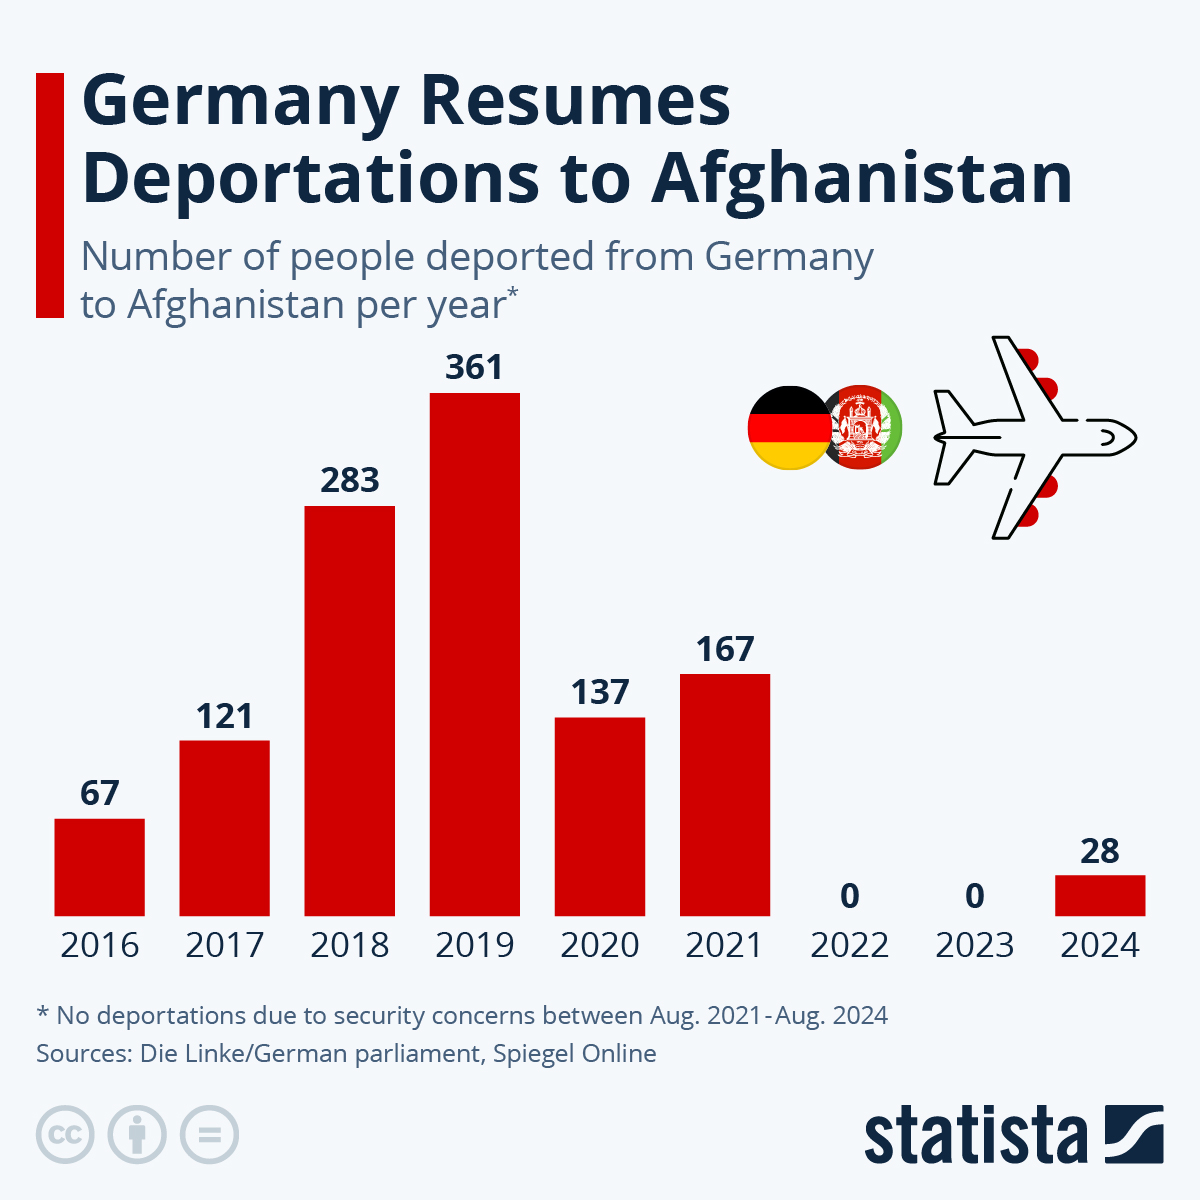 Germany Resumes
Deportations to Afghanistan
Number of people deported from Germany
to Afghanistan per year*
67
121
283
361
137
167
0
0
28
2016
2017
2018
2019
2020
2021
2022
2023
2024
* No deportations due to security concerns between Aug. 2021-Aug. 2024
Sources: Die Linke/German parliament, Spiegel Online
cc
statista